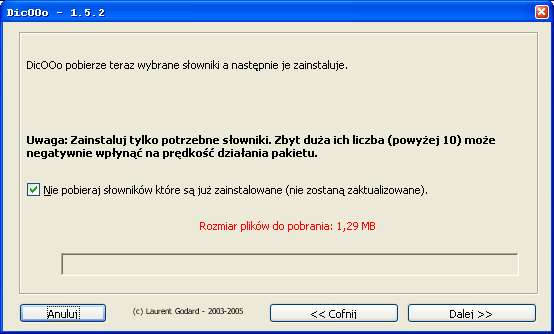 DicOOo - 1.5.2
DicOOo pobierze teraz wybrane słowniki a następnie je zainstaluje.
Uwaga: Zainstaluj tylko potrzebne słowniki. Zbyt duża ich liczba (powyżej 10) może
negatywnie wpłynąć na prędkość działania pakietu.
Nie pobieraj słowników które są już zainstalowane (nie zostaną zaktualizowane).
Rozmiar plików do pobrania: 1,29 MB
Anuluj (c) Laurent Godard - 2003-2005 << Cofnij Dalej >>